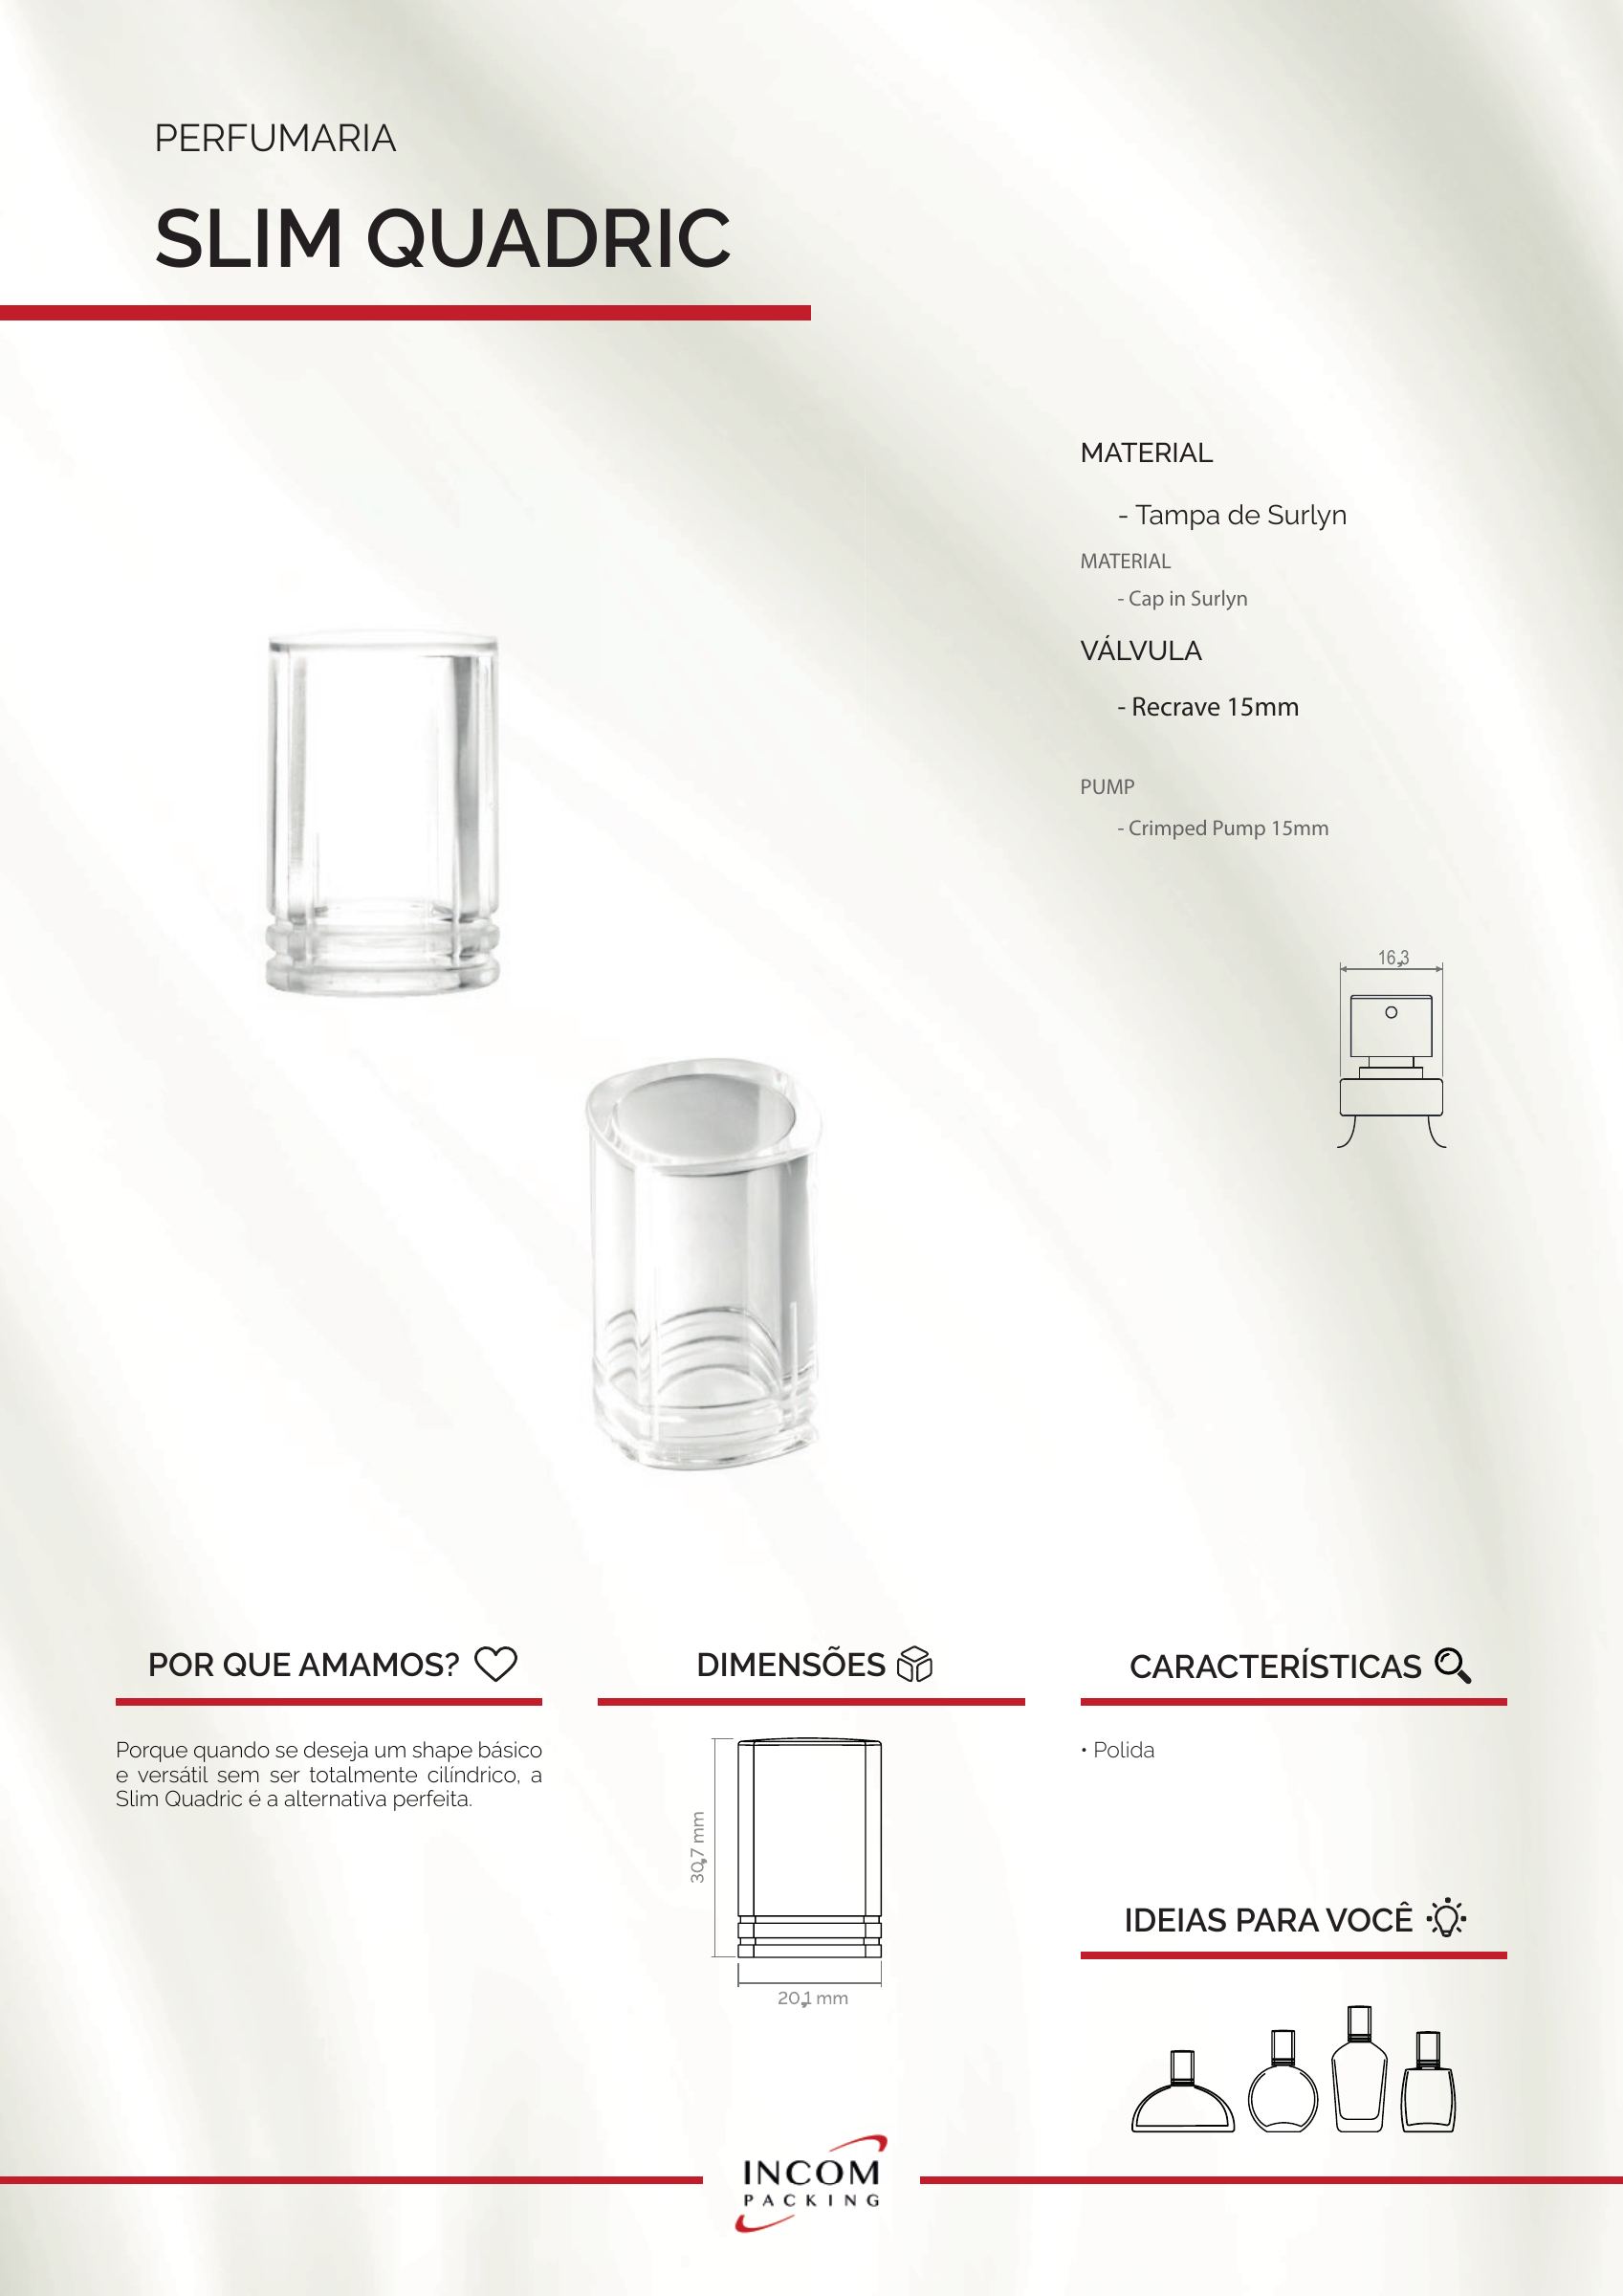 PERFUMARIA
SLIM QUADRIC
MATERIAL
- Tampa de Surlyn
MATERIAL
- Cap in Surlyn
VÁLVULA
- Recrave 15mm
PUMP
- Crimped Pump 15mm
16,3
POR QUE AMAMOS?
Porque quando se deseja um shape básico
e versátil sem ser totalmente cilíndrico, a
Slim Quadric é a alternativa perfeita.
DIMENSÕES
30,7 mm
20,1 mm
CARACTERÍSTICAS
• Polida
IDEIAS PARA VOCÊ
INCOM
PACKING